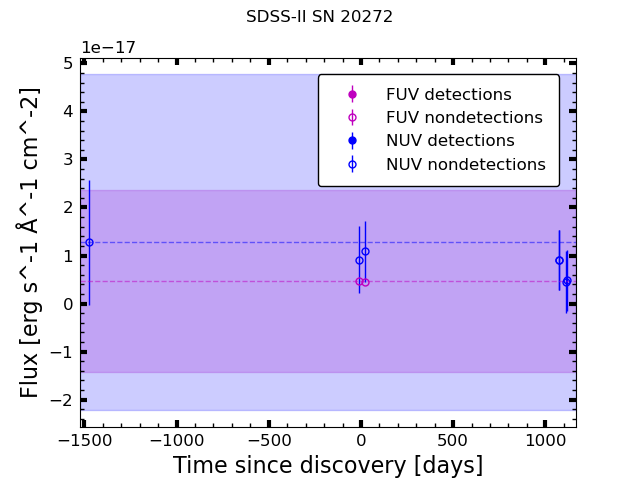 SDSS-II SN 20272
1e−17
FUV detections
FUV nondetections
NUV detections
NUV nondetections
5
4
3
2
1
0
−1
−2
Flux [erg s^-1 Å^-1 cm^-2]
−1500 −1000 −500 0 500 1000
Time since discovery [days]